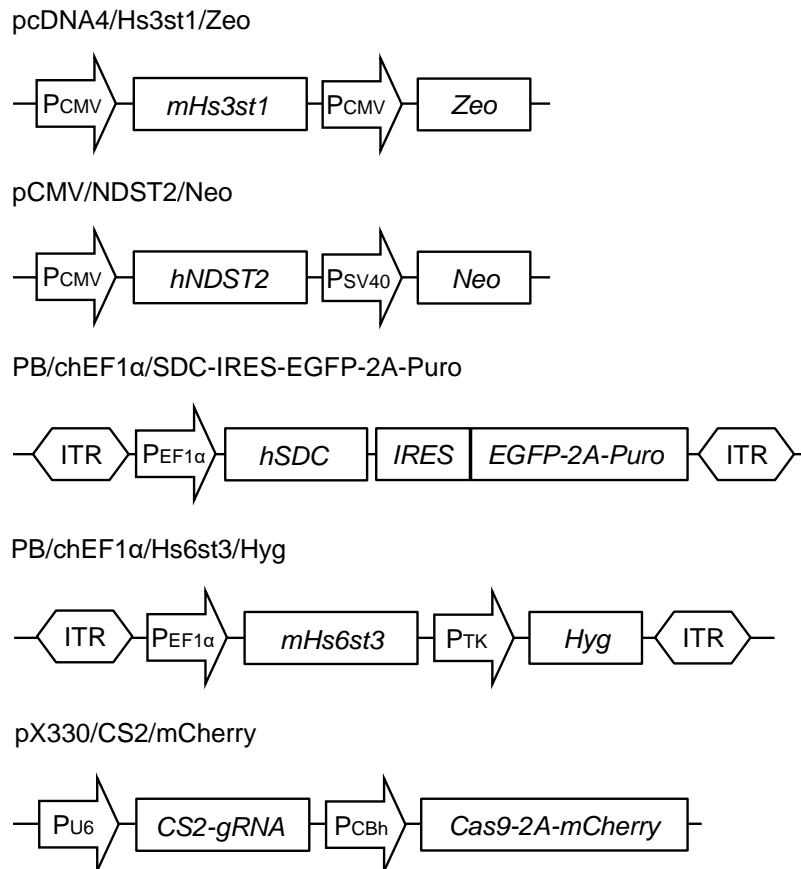 pcDNA4/Hs3st1/Zeo
PCMV mHs3st1 PCMV Zeo
pCMV/NDST2/Neo
PCMV hNDST2 PSV40 Neo
PB/chEF1α/SDC-IRES-EGFP-2A-Puro
ITR PEF1α hSDC IRES EGFP-2A-Puro ITR
PB/chEF1α/Hs6st3/Hyg
ITR PEF1α mHs6st3 PTK Hyg ITR
pX330/CS2/mCherry
PU6 CS2-gRNA PCBh Cas9-2A-mCherry